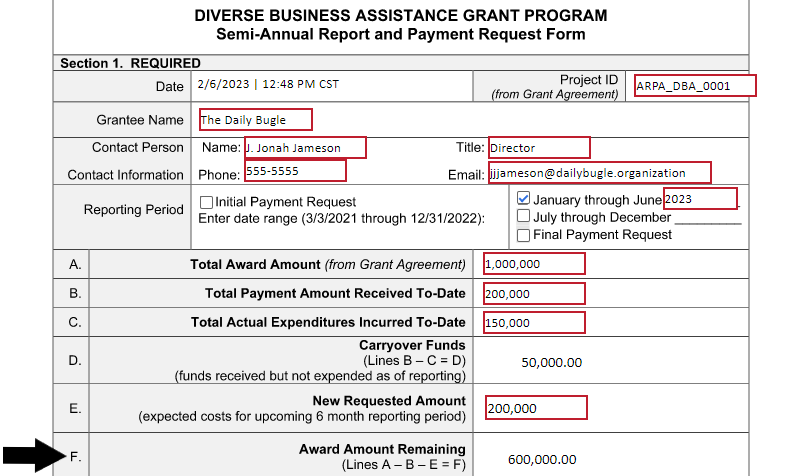 DIVERSE BUSINESS ASSISTANCE GRANT PROGRAM
Semi-Annual Report and Payment Request Form
Section 1. REQUIRED
Date 2/6/2023 | 12:48 PM CST Project ID (from Grant Agreement) ARPA_DBA_0001
Grantee Name The Daily Bugle
Contact Person Name: J. Jonah Jameson Title: Director
Contact Information Phone: 555-5555 Email: jjjameson@dailybugle.organization
Reporting Period
Initial Payment Request
Enter date range (3/3/2021 through 12/31/2022):
January through June 2023
July through December
Final Payment Request
A. Total Award Amount (from Grant Agreement) 1,000,000
B. Total Payment Amount Received To-Date 200,000
C. Total Actual Expenditures Incurred To-Date 150,000
D. Carryover Funds
(Lines B – C = D) 50,000.00
(funds received but not expended as of reporting)
E. New Requested Amount 200,000
(expected costs for upcoming 6 month reporting period)
F. Award Amount Remaining 600,000.00
(Lines A – B – E = F)